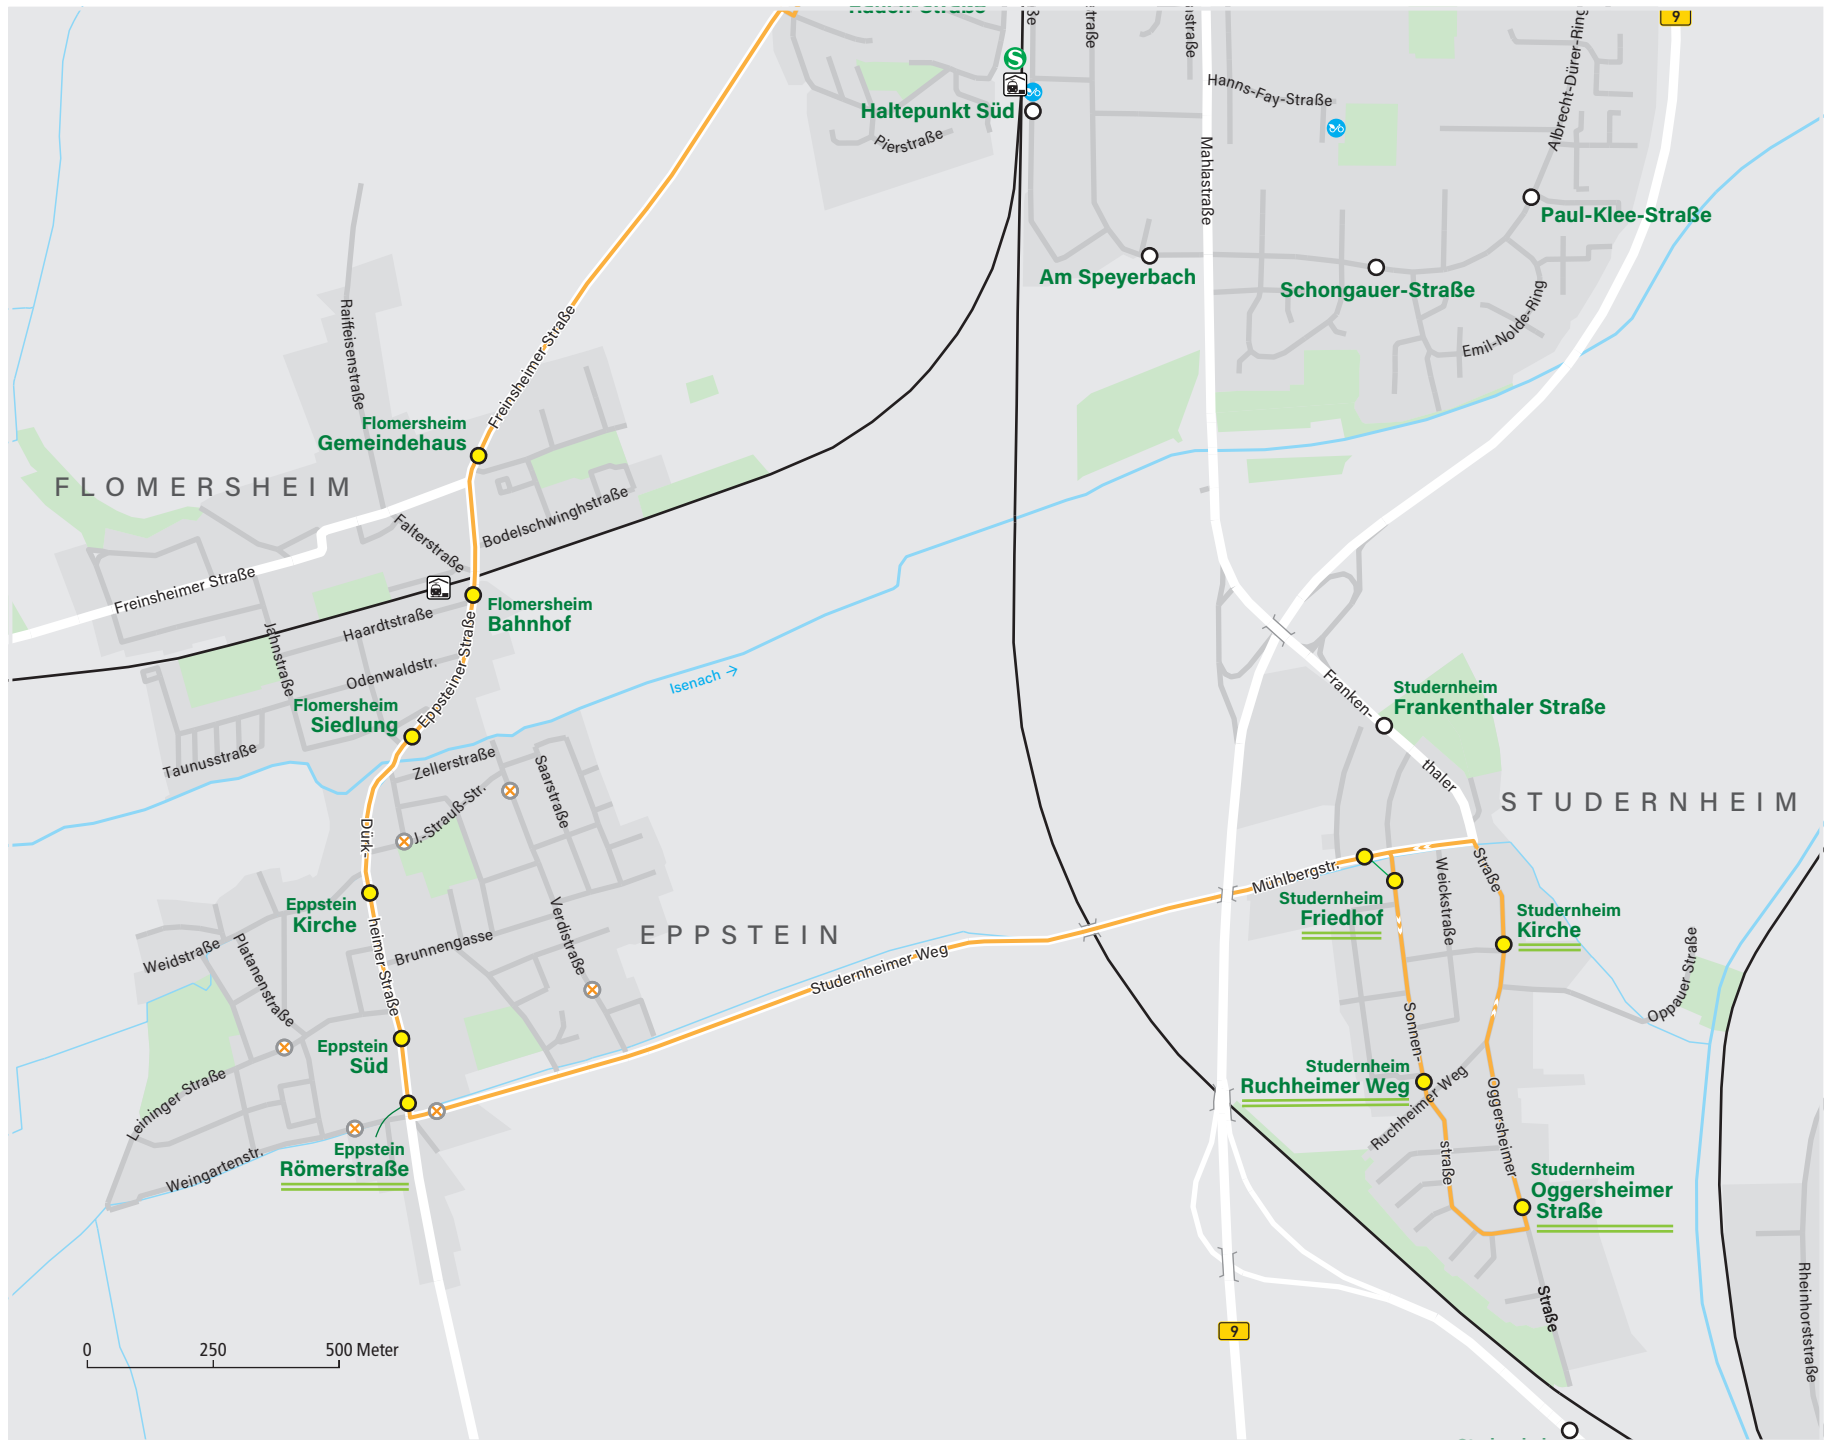 9
S
Haltepunkt Süd
Pierstraße
Hanns-Fay-Straße
Albrecht-Dürer-Ring
Mahlastraße
Paul-Klee-Straße
Am Speyerbach
Schongauer-Straße
Emil-Nolde-Ring
Raiffeisenstraße
Freinsheimer Straße
Flomersheim
Gemeindehaus
FLOMERSHEIM
Falterstraße
Bodelschwinghstraße
Freinsheimer Straße
Haardtstraße
Flomersheim
Bahnhof
Jahnstraße
Odenwaldstr.
Eppsteiner Straße
Isenach →
Flomersheim
Siedlung
Taunusstraße
Zellerstraße
Saarstraße
J.-Strauß-Str.
Dürk-
heimer Straße
Franken-
thaler
Straße
Studernheim
Frankenthaler Straße
STUDERNHEIM
Eppstein
Kirche
Weidstraße
Platanenstraße
Brunnengasse
Verdistraße
EPPSTEIN
Studernheimer Weg
Mühlbergstr.
Studernheim
Friedhof
Weickstraße
Studernheim
Kirche
Oppauer Straße
Sonnen-
straße
Eppstein
Süd
Leininger Straße
Studernheim
Ruchheimer Weg
Ruchheimer Weg
Oggersheimer
Straße
Eppstein
Römerstraße
Weingartenstr.
Studernheim
Oggersheimer
Straße
Rheinhorststraße
9
0 250 500 Meter